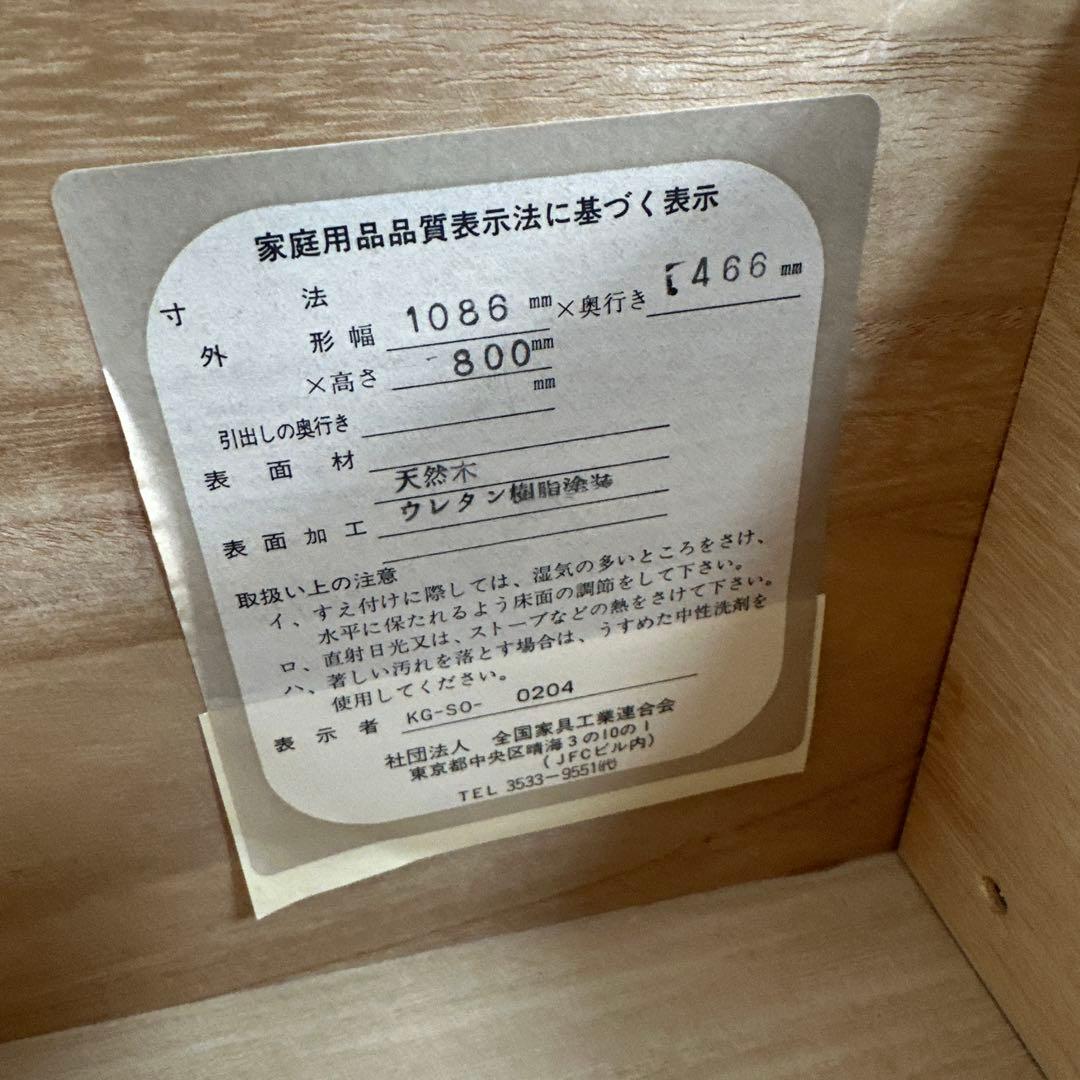 家庭用品品質表示法に基づく表示
寸法
外形幅 1086 mm ×奥行き 466 mm
×高さ 800 mm
引出しの奥行き mm
表面材 天然木
表面加工 ウレタン樹脂塗装
取扱い上の注意
イ、すえ付けに際しては、湿気の多いところをさけ、
水平に保たれるよう床面の調節をして下さい。
ロ、直射日光又は、ストーブなどの熱をさけて下さい。
ハ、著しい汚れを落とす場合は、うすめた中性洗剤を
使用してください。
表示者 KG-SO- 0204
社団法人 全国家具工業連合会
東京都中央区晴海3の10の1
(JFCビル内)
TEL 3533-9551㈹